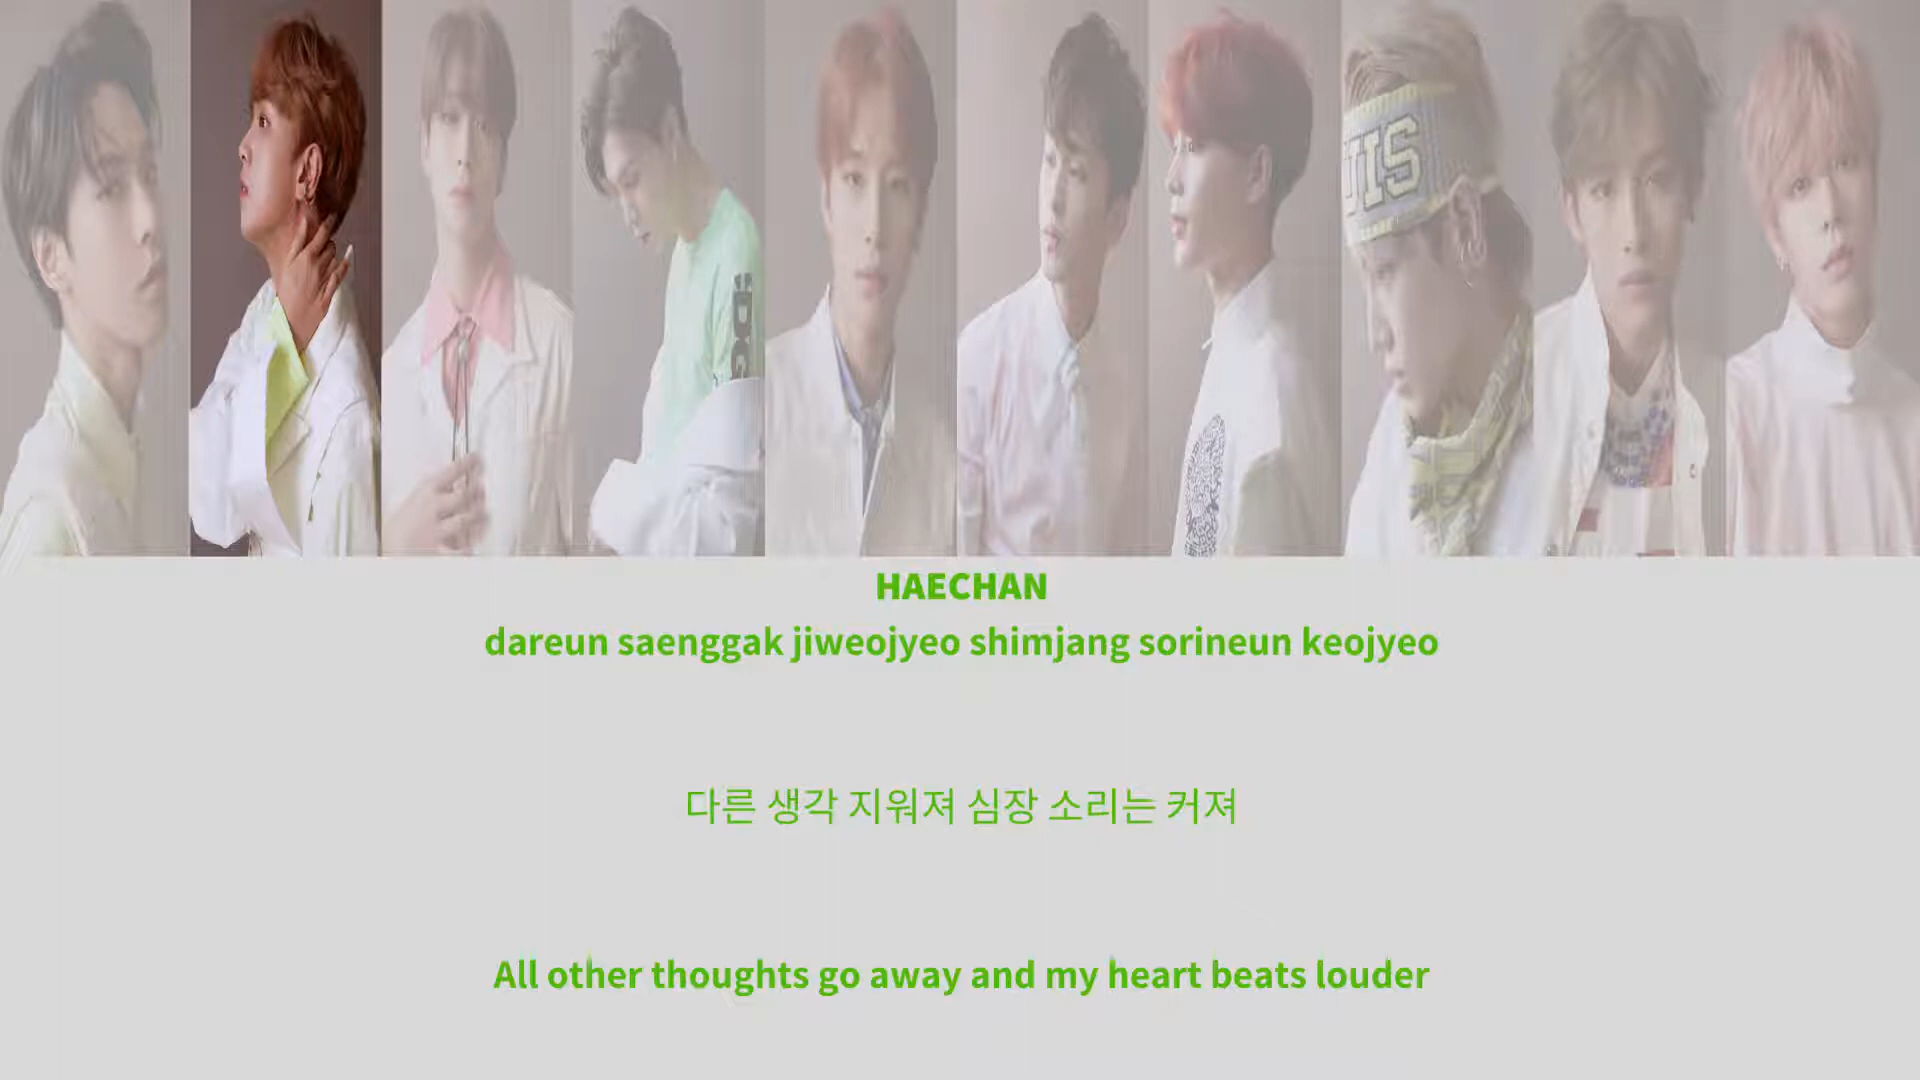 UIS
HAECHAN
dareun saenggak jiweojyeo shimjang sorineun keojyeo
다른 생각 지워져 심장 소리는 커져
All other thoughts go away and my heart beats louder